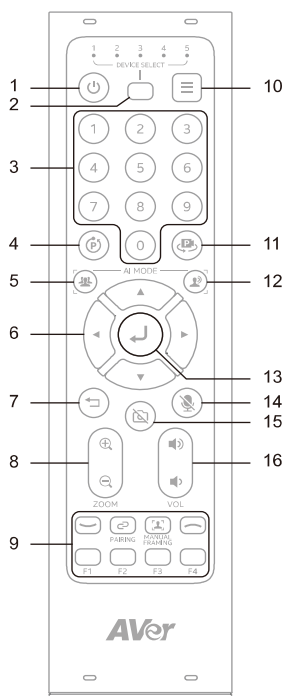 1 2 3 4 5
DEVICE SELECT
1
2
10
1 2 3
3
4 5 6
7 8 9
4
P
0
P
11
AI MODE
5
12
6
13
7
14
15
8
16
ZOOM
VOL
9
PAIRING
MANUAL
FRAMING
F1 F2 F3 F4
AVer